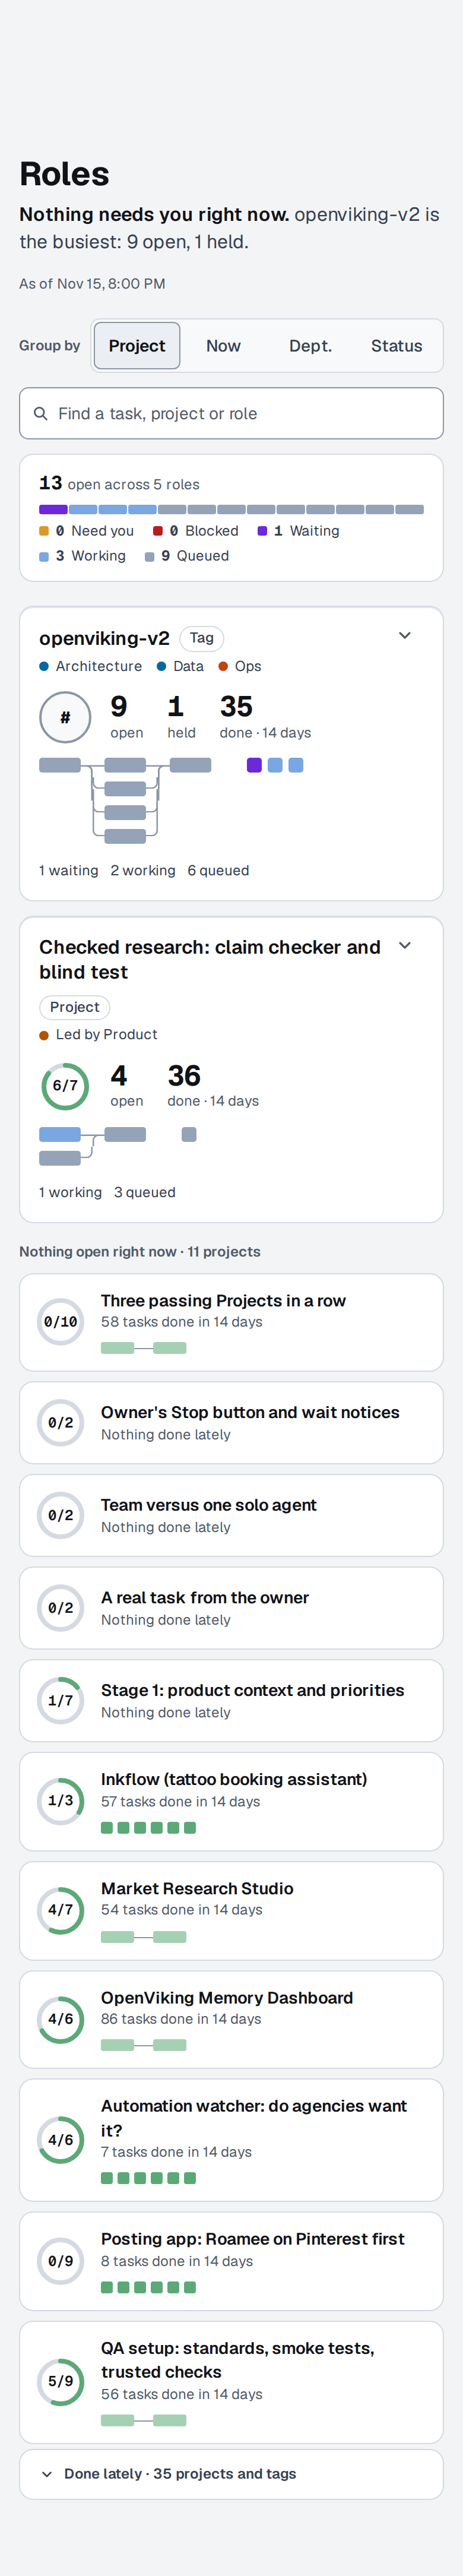 Roles
Nothing needs you right now. openviking-v2 is
the busiest: 9 open, 1 held.
As of Nov 15, 8:00 PM
Group by Project Now Dept. Status
Find a task, project or role
13 open across 5 roles
0 Need you 0 Blocked 1 Waiting
3 Working 9 Queued
openviking-v2 Tag
Architecture Data Ops
# 9 1 35
open held done · 14 days
1 waiting 2 working 6 queued
Checked research: claim checker and
blind test
Project
Led by Product
6/7 4 36
open done · 14 days
1 working 3 queued
Nothing open right now · 11 projects
0/10 Three passing Projects in a row
58 tasks done in 14 days
0/2 Owner's Stop button and wait notices
Nothing done lately
0/2 Team versus one solo agent
Nothing done lately
0/2 A real task from the owner
Nothing done lately
1/7 Stage 1: product context and priorities
Nothing done lately
1/3 Inkflow (tattoo booking assistant)
57 tasks done in 14 days
4/7 Market Research Studio
54 tasks done in 14 days
4/6 OpenViking Memory Dashboard
86 tasks done in 14 days
4/6 Automation watcher: do agencies want
it?
7 tasks done in 14 days
0/9 Posting app: Roamee on Pinterest first
8 tasks done in 14 days
5/9 QA setup: standards, smoke tests,
trusted checks
56 tasks done in 14 days
Done lately · 35 projects and tags